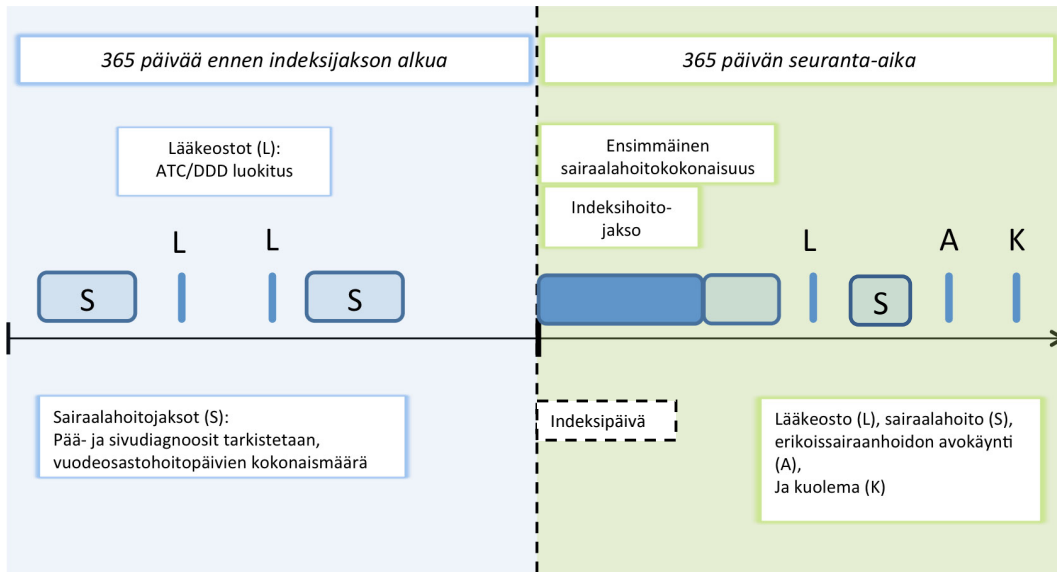 365 päivää ennen indeksijakson alkua
365 päivän seuranta-aika
Lääkeostot (L):
ATC/DDD luokitus
Ensimmäinen
sairaalahoitokokonaisuus
Indeksihoito-
jakso
S
L
L
S
L
S
A
K
Sairaalahoitojaksot (S):
Pää- ja sivudiagnoosit tarkistetaan,
vuodeosastohoitopäivien kokonaismäärä
Indeksipäivä
Lääkeosto (L), sairaalahoito (S),
erikoissairaanhoidon avokäynti
(A),
Ja kuolema (K)